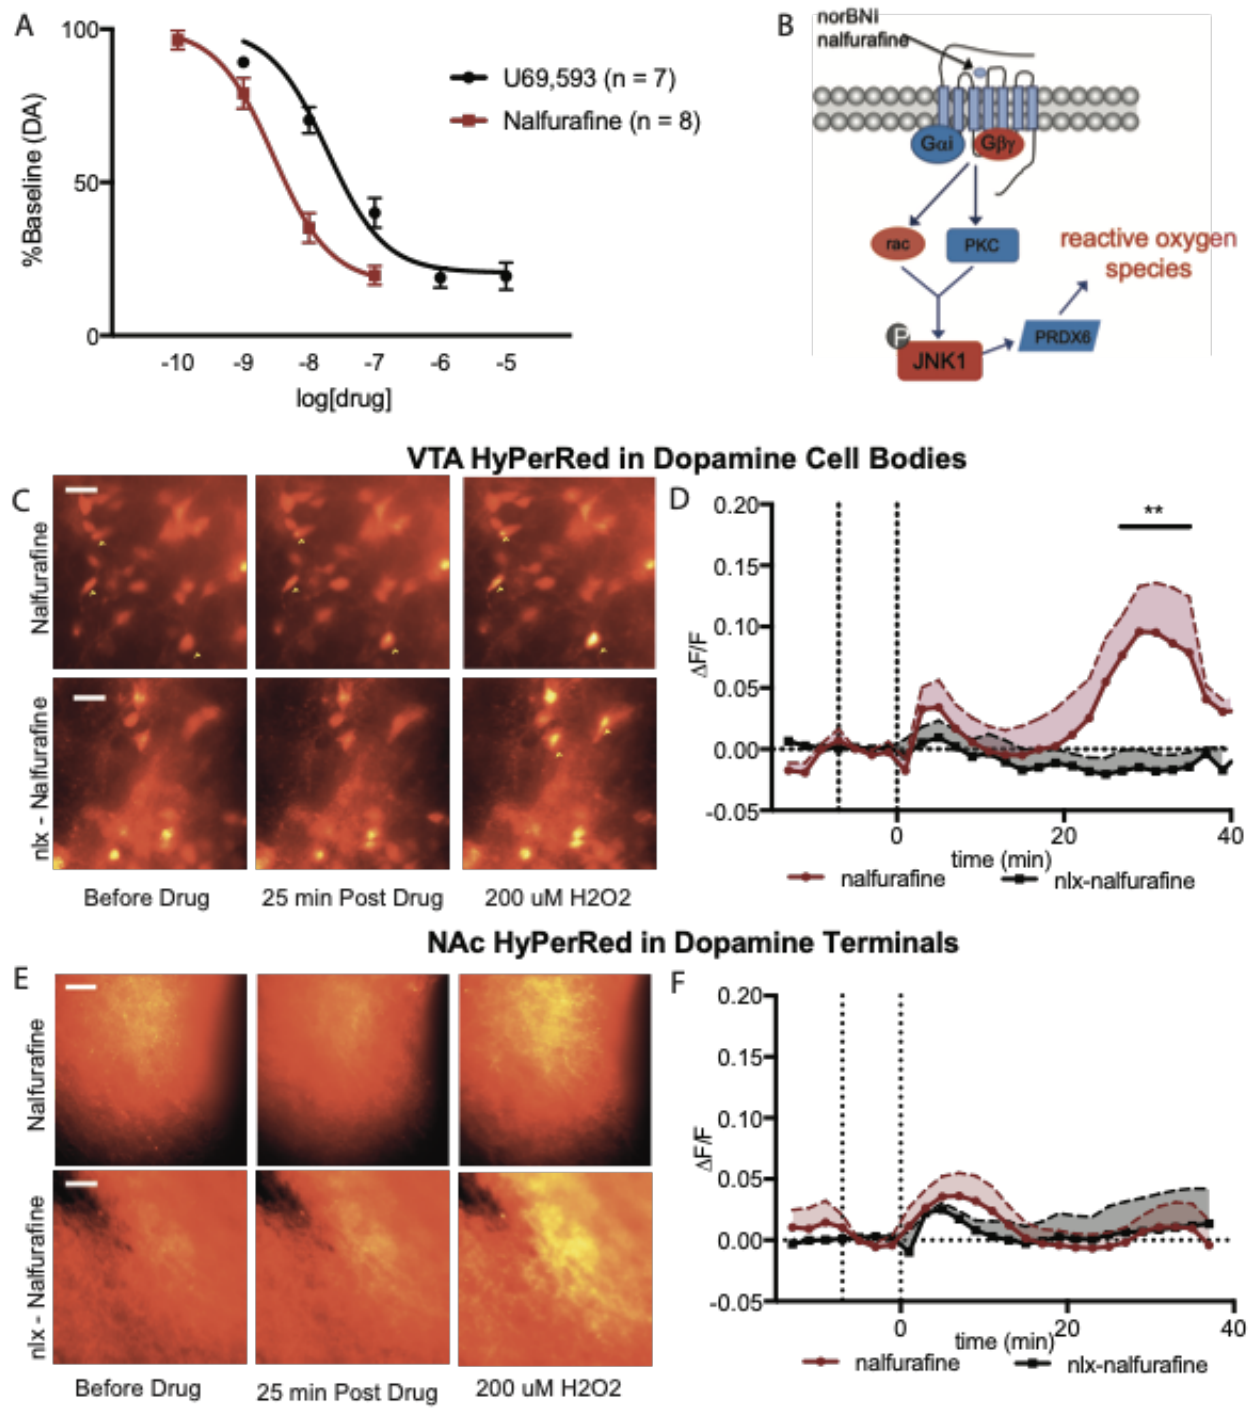 A
100
50
0
%Baseline (DA)
-10 -9 -8 -7 -6 -5
log[drug]
U69,593 (n = 7)
Nalfurafine (n = 8)
B
norBNI
nalfurafine
Gαi
Gβγ
rac
PKC
reactive oxygen
species
P
JNK1
PRDX6
VTA HyPerRed in Dopamine Cell Bodies
C
Nalfurafine
nlx - Nalfurafine
Before Drug
25 min Post Drug
200 uM H2O2
D
0.20
0.15
0.10
0.05
0.00
-0.05
ΔF/F
**
0 20 40
time (min)
nalfurafine
nlx-nalfurafine
NAc HyPerRed in Dopamine Terminals
E
Nalfurafine
nlx - Nalfurafine
Before Drug
25 min Post Drug
200 uM H2O2
F
0.20
0.15
0.10
0.05
0.00
-0.05
ΔF/F
0 20 40
time (min)
nalfurafine
nlx-nalfurafine